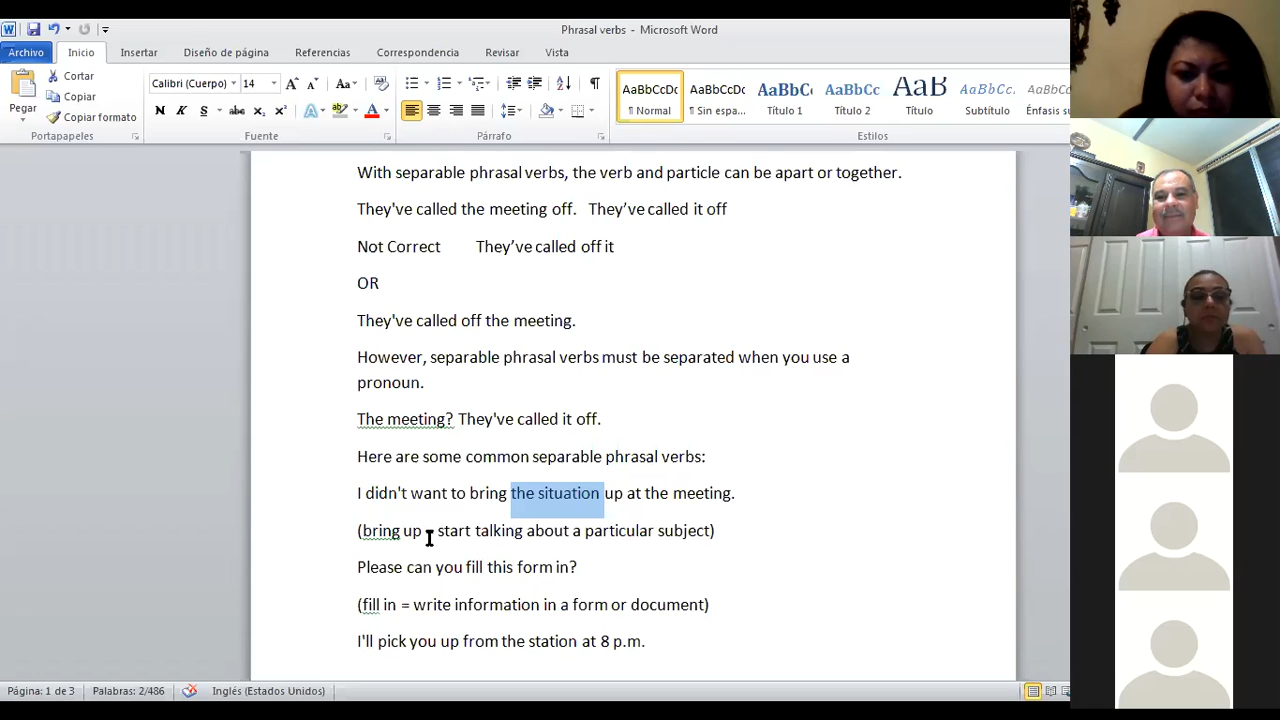 Phrasal verbs - Microsoft Word
Archivo Inicio Insertar Diseño de página Referencias Correspondencia Revisar Vista
Pegar
Cortar
Copiar
Copiar formato
Portapapeles
Calibri (Cuerpo) 14
N K S abc x₂ x²
Fuente
Párrafo
AaBbCcDc AaBbCcDc AaBbC AaBbCc AaB AaBbCc. AaBbCcD
¶ Normal ¶ Sin espa... Título 1 Título 2 Título Subtítulo Énfasis su
Estilos
With separable phrasal verbs, the verb and particle can be apart or together.
They've called the meeting off. They’ve called it off
Not Correct They’ve called off it
OR
They've called off the meeting.
However, separable phrasal verbs must be separated when you use a
pronoun.
The meeting? They've called it off.
Here are some common separable phrasal verbs:
I didn't want to bring the situation up at the meeting.
(bring up start talking about a particular subject)
Please can you fill this form in?
(fill in = write information in a form or document)
I'll pick you up from the station at 8 p.m.
Página: 1 de 3 Palabras: 2/486 Inglés (Estados Unidos)